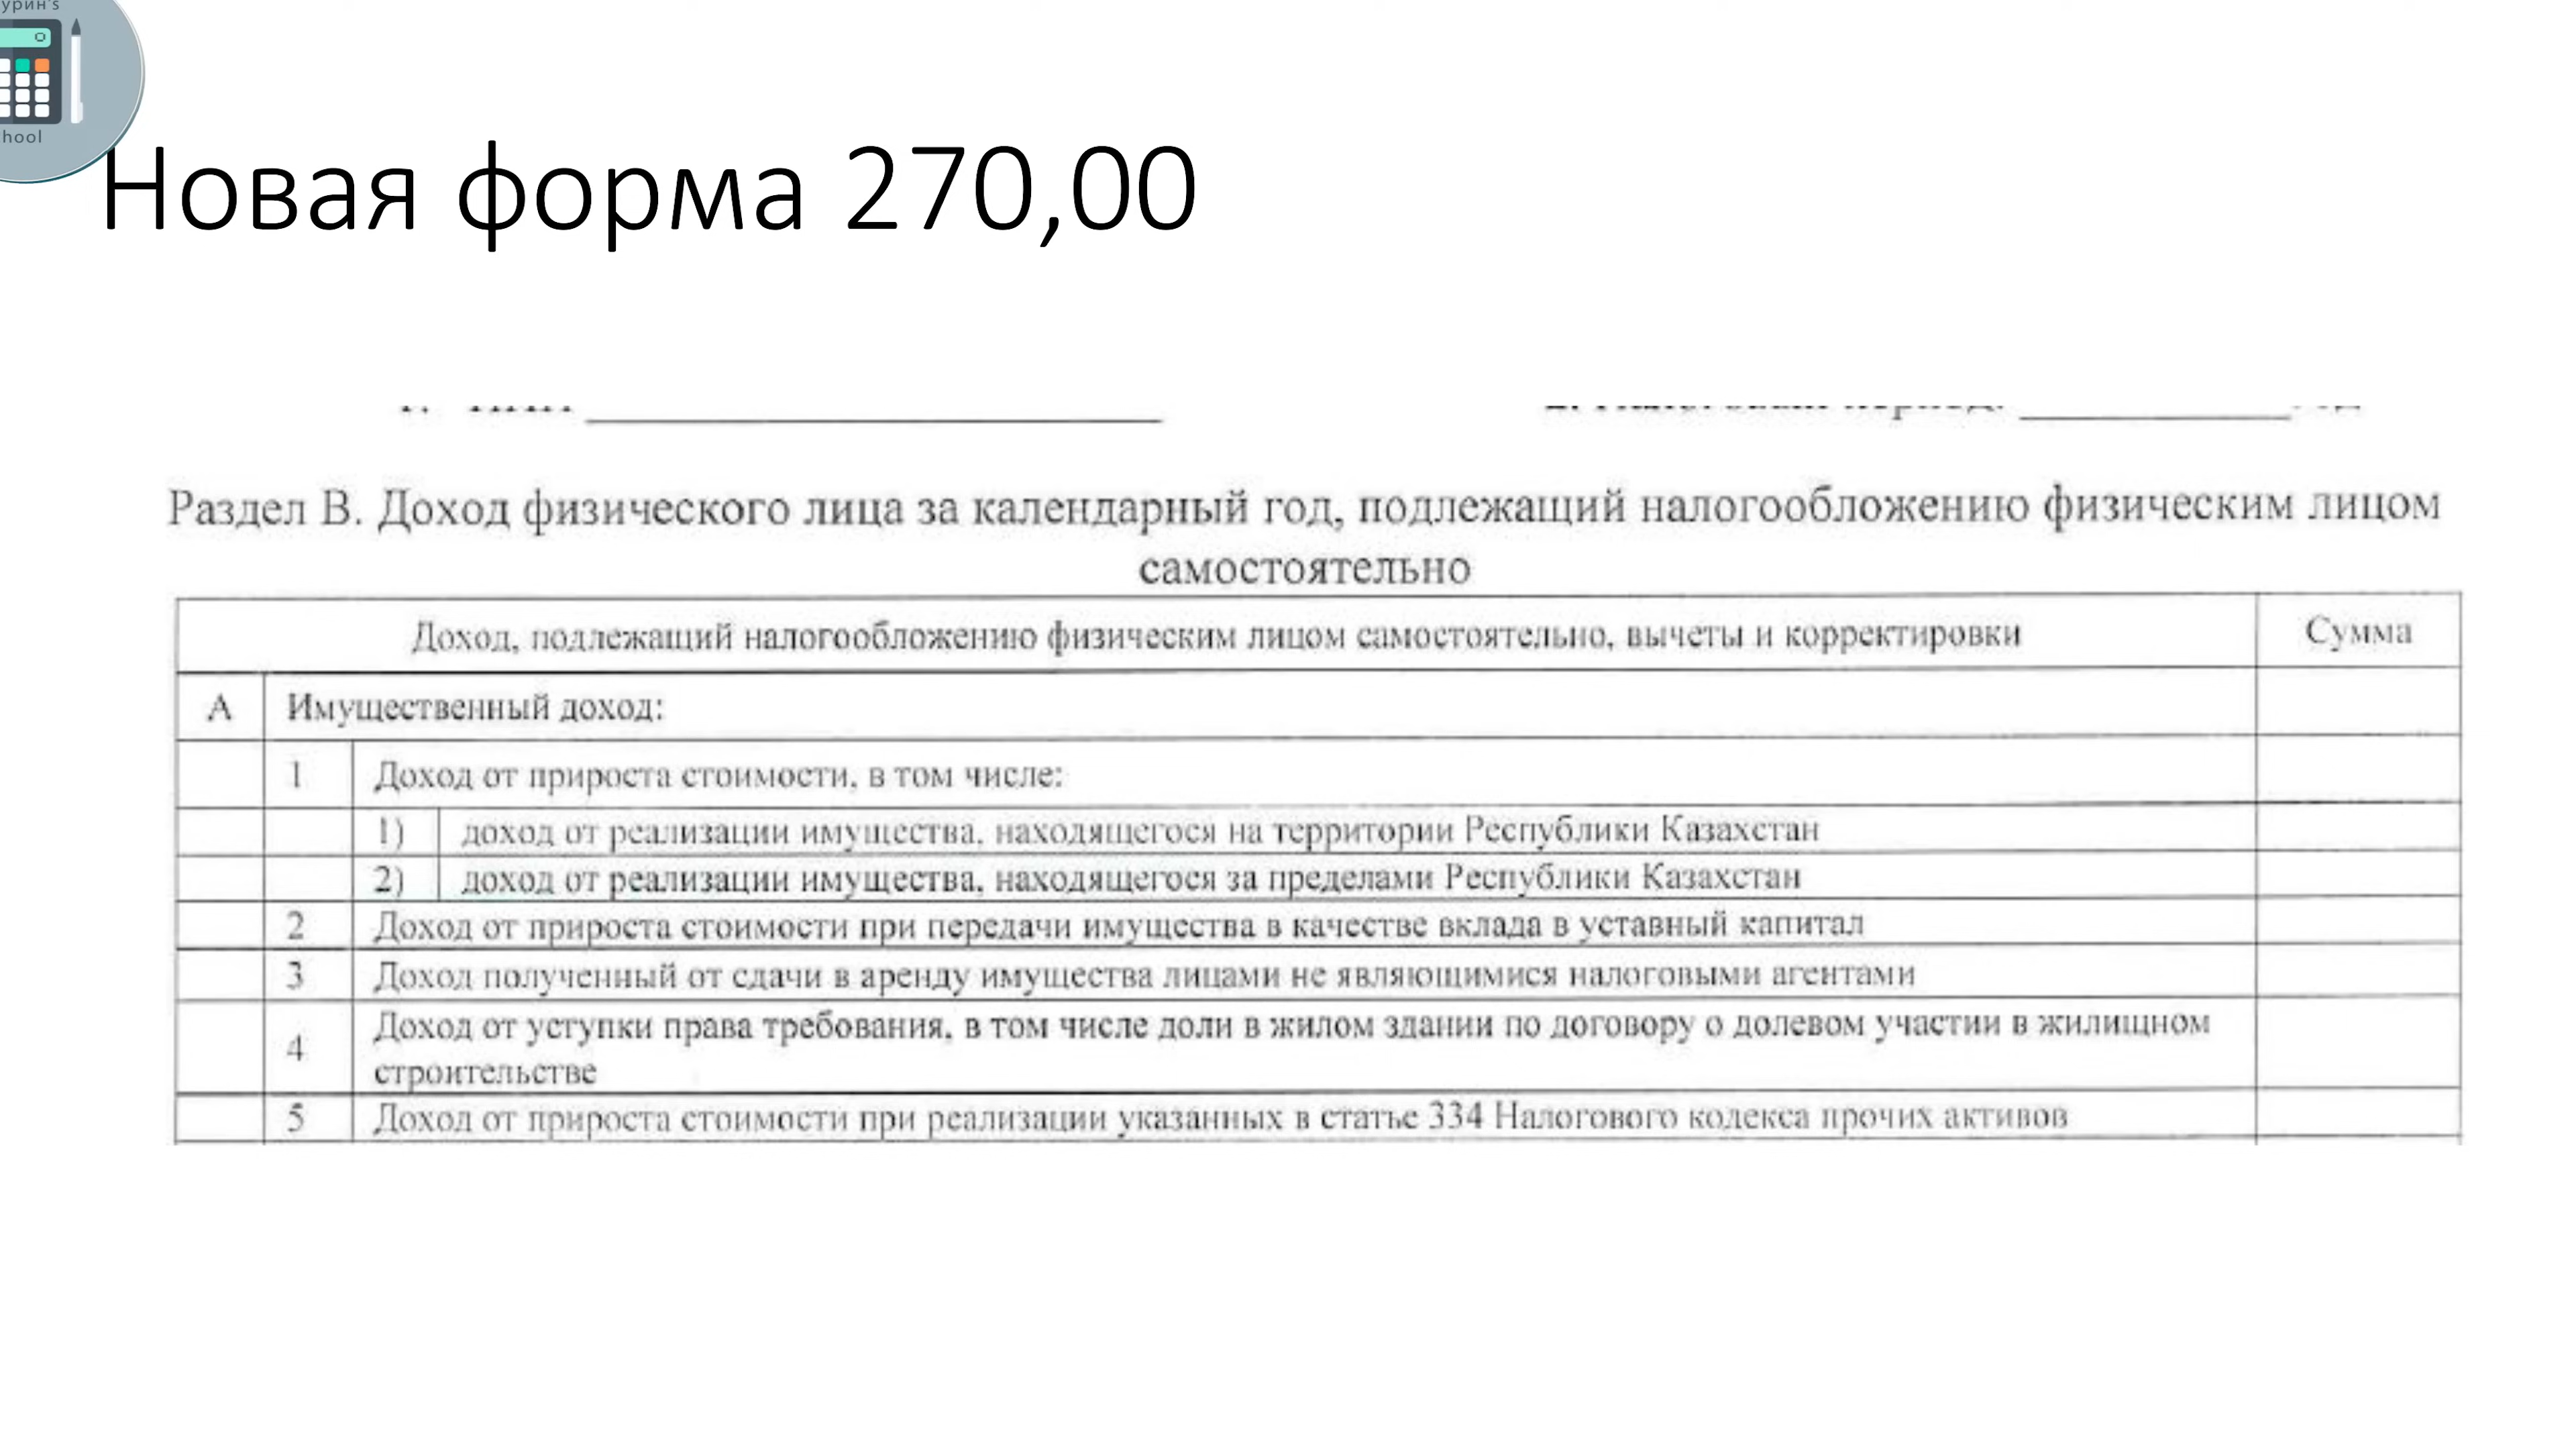 hool
Новая форма 270,00
Раздел В. Доход физического лица за календарный год, подлежащий налогообложению физическим лицом
самостоятельно
Доход, подлежащий налогообложению физическим лицом самостоятельно, вычеты и корректировки Сумма
А Имущественный доход:
1 Доход от прироста стоимости, в том числе:
1) доход от реализации имущества, находящегося на территории Республики Казахстан
2) доход от реализации имущества, находящегося за пределами Республики Казахстан
2 Доход от прироста стоимости при передачи имущества в качестве вклада в уставный капитал
3 Доход полученный от сдачи в аренду имущества лицами не являющимися налоговыми агентами
4 Доход от уступки права требования, в том числе доли в жилом здании по договору о долевом участии в жилищном
строительстве
5 Доход от прироста стоимости при реализации указанных в статье 334 Налогового кодекса прочих активов